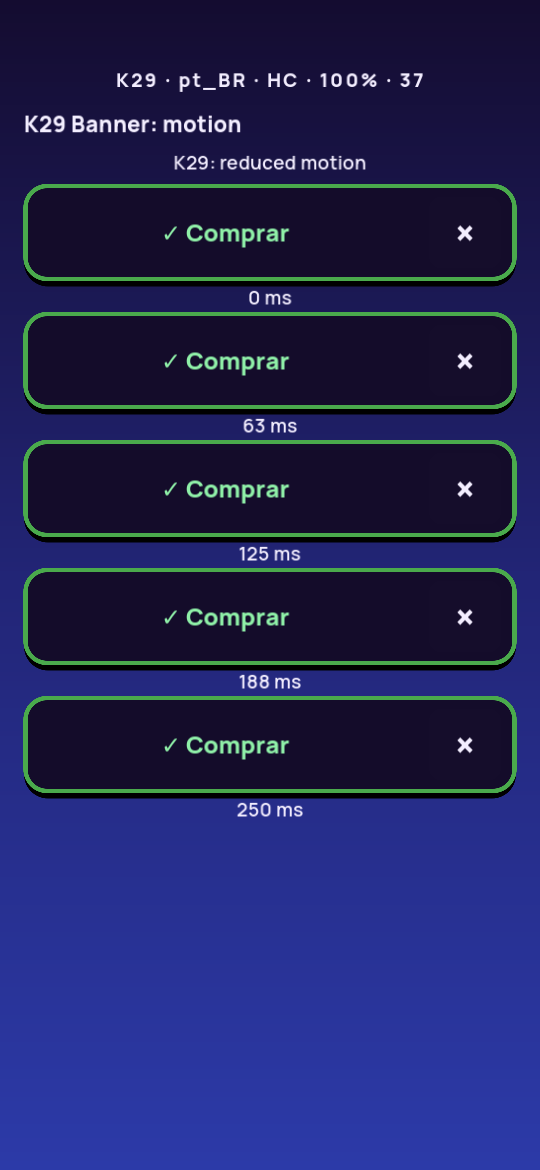 K29 · pt_BR · HC · 100% · 37
K29 Banner: motion
K29: reduced motion
✓ Comprar ×
0 ms
✓ Comprar ×
63 ms
✓ Comprar ×
125 ms
✓ Comprar ×
188 ms
✓ Comprar ×
250 ms